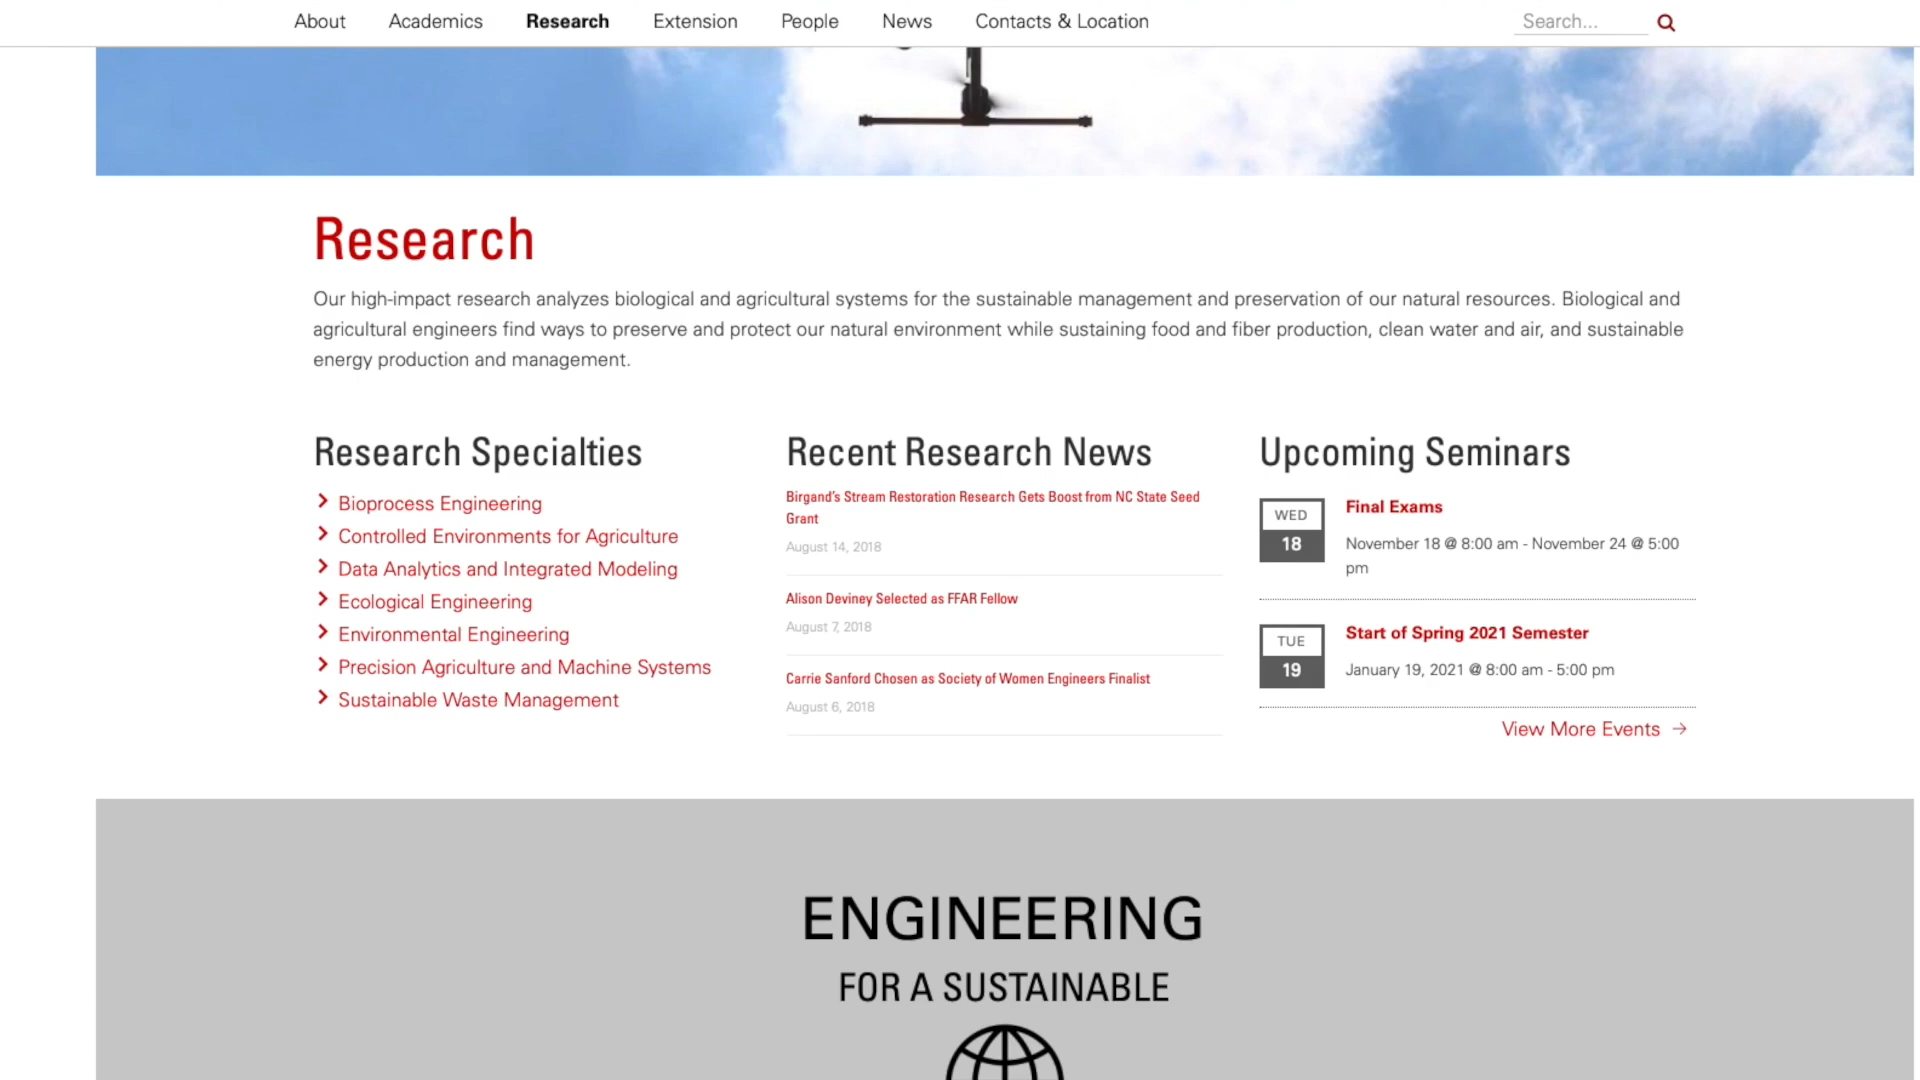 About Academics Research Extension People News Contacts & Location Search...
Research
Our high-impact research analyzes biological and agricultural systems for the sustainable management and preservation of our natural resources. Biological and
agricultural engineers find ways to preserve and protect our natural environment while sustaining food and fiber production, clean water and air, and sustainable
energy production and management.
Research Specialties
Bioprocess Engineering
Controlled Environments for Agriculture
Data Analytics and Integrated Modeling
Ecological Engineering
Environmental Engineering
Precision Agriculture and Machine Systems
Sustainable Waste Management
Recent Research News
Birgand's Stream Restoration Research Gets Boost from NC State Seed
Grant
August 14, 2018
Alison Deviney Selected as FFAR Fellow
August 7, 2018
Carrie Sanford Chosen as Society of Women Engineers Finalist
August 6, 2018
Upcoming Seminars
WED
18
Final Exams
November 18 @ 8:00 am - November 24 @ 5:00
pm
TUE
19
Start of Spring 2021 Semester
January 19, 2021 @ 8:00 am - 5:00 pm
View More Events
ENGINEERING
FOR A SUSTAINABLE